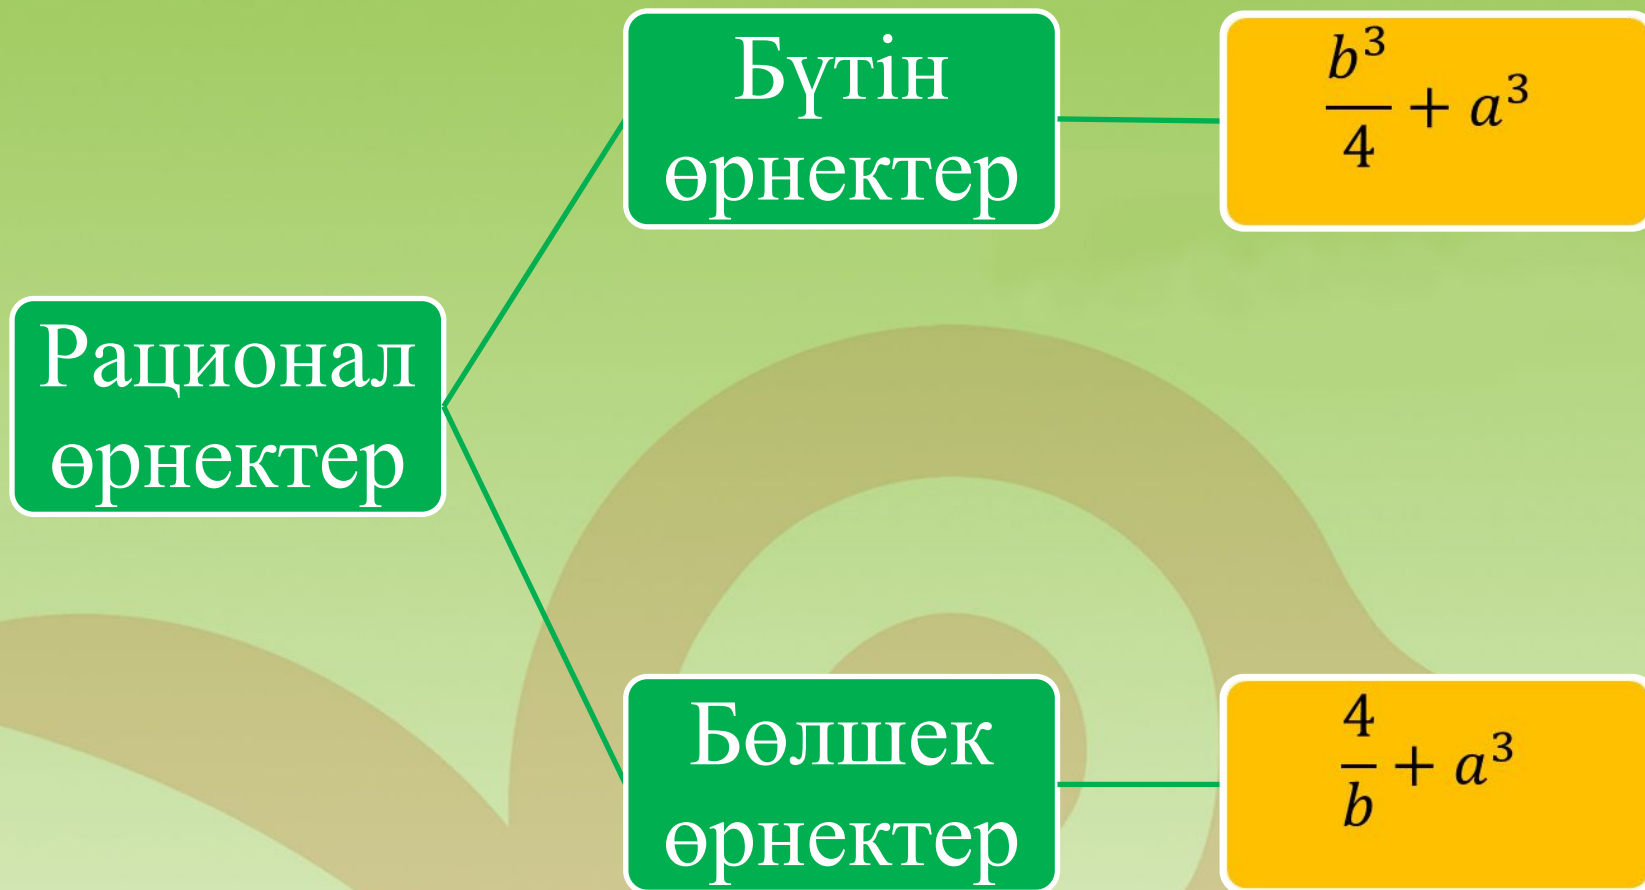 Бүтін
өрнектер
b³/4 + a³
Рационал
өрнектер
Бөлшек
өрнектер
4/b + a³